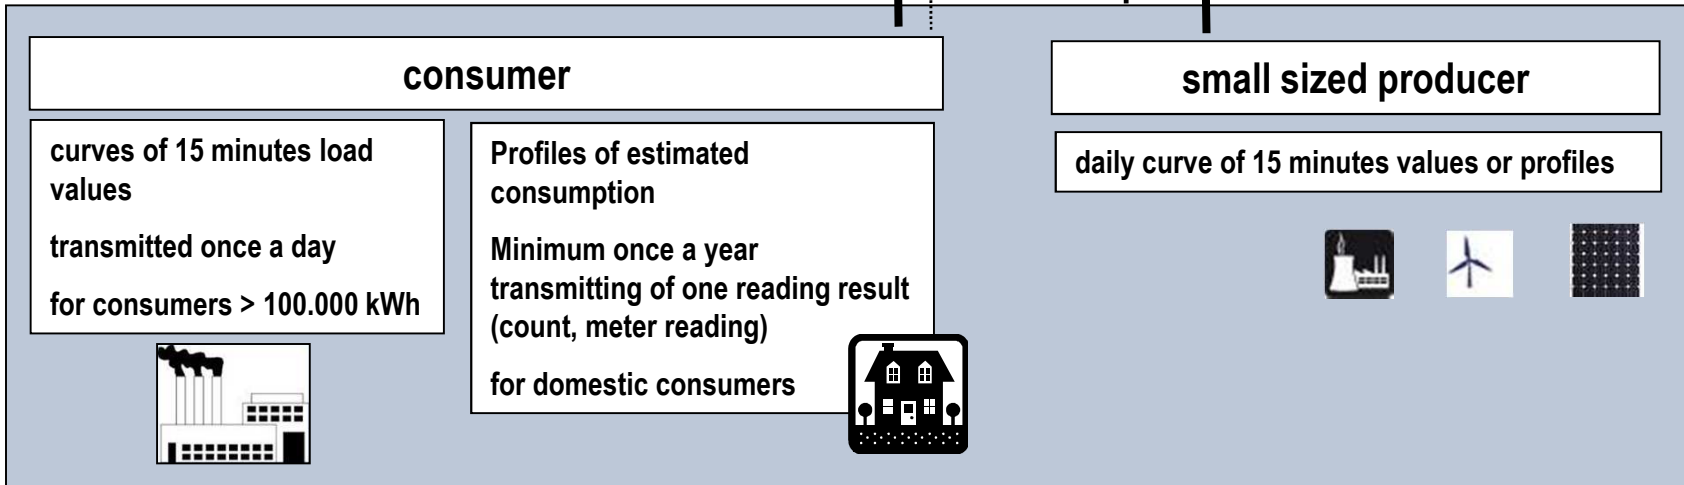 consumer
small sized producer
curves of 15 minutes load
values
transmitted once a day
for consumers > 100.000 kWh
Profiles of estimated
consumption
Minimum once a year
transmitting of one reading result
(count, meter reading)
for domestic consumers
daily curve of 15 minutes values or profiles